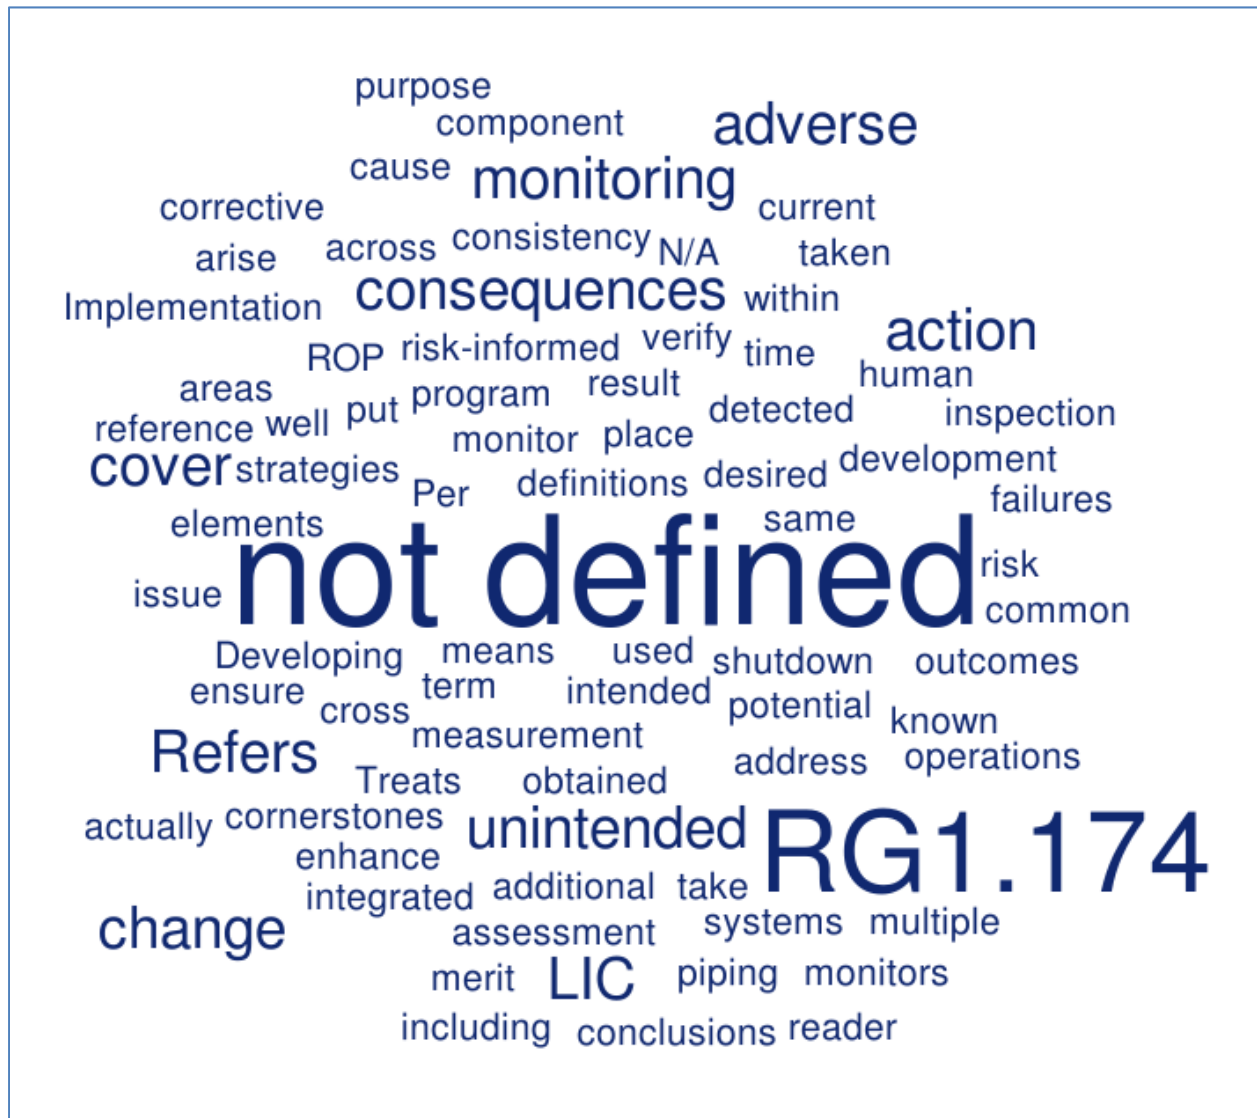 purpose
component adverse
cause monitoring
corrective current
arise across consistency N/A taken
Implementation consequences within
ROP risk-informed verify time action
areas program result human
reference well put monitor place detected inspection
cover strategies Per definitions desired development
elements same failures
issue not defined risk
common
Developing means used shutdown outcomes
ensure term intended potential
cross measurement known
Refers Treats obtained address operations
actually cornerstones unintended RG1.174
enhance
integrated additional take
change assessment systems multiple
merit LIC piping monitors
including conclusions reader